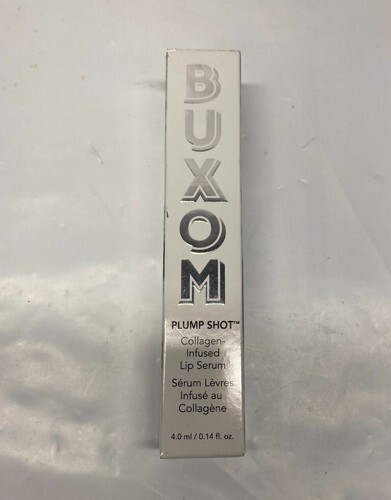 BUXOM
PLUMP SHOT™
Collagen-
Infused
Lip Serum
Sérum Lèvres
Infusé au
Collagène
4.0 ml / 0.14 fl. oz.